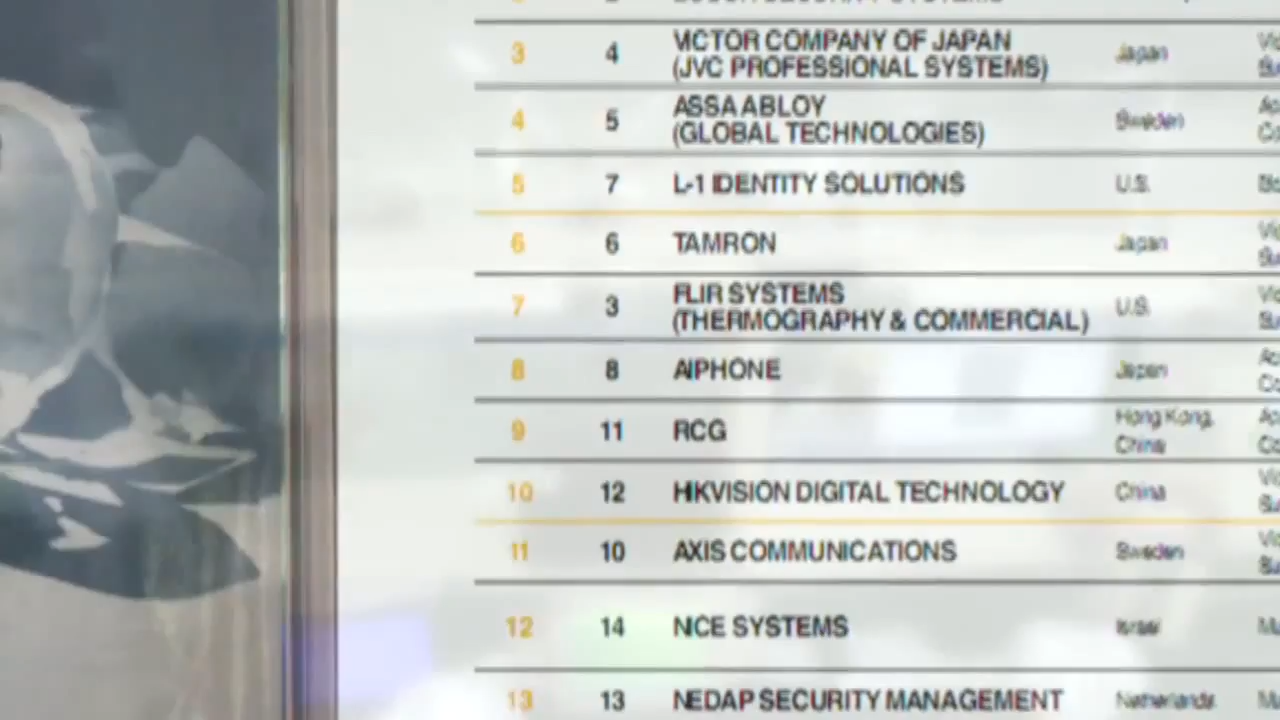 3 4 VICTOR COMPANY OF JAPAN Japan
(JVC PROFESSIONAL SYSTEMS)
4 5 ASSA ABLOY Sweden
(GLOBAL TECHNOLOGIES)
5 7 L-1 IDENTITY SOLUTIONS U.S.
6 6 TAMRON Japan
7 3 FLIR SYSTEMS U.S.
(THERMOGRAPHY & COMMERCIAL)
8 8 AIPHONE Japan
9 11 RCG Hong Kong,
China
10 12 HIKVISION DIGITAL TECHNOLOGY China
11 10 AXIS COMMUNICATIONS Sweden
12 14 NICE SYSTEMS Israel
13 13 NEDAP SECURITY MANAGEMENT Netherlands